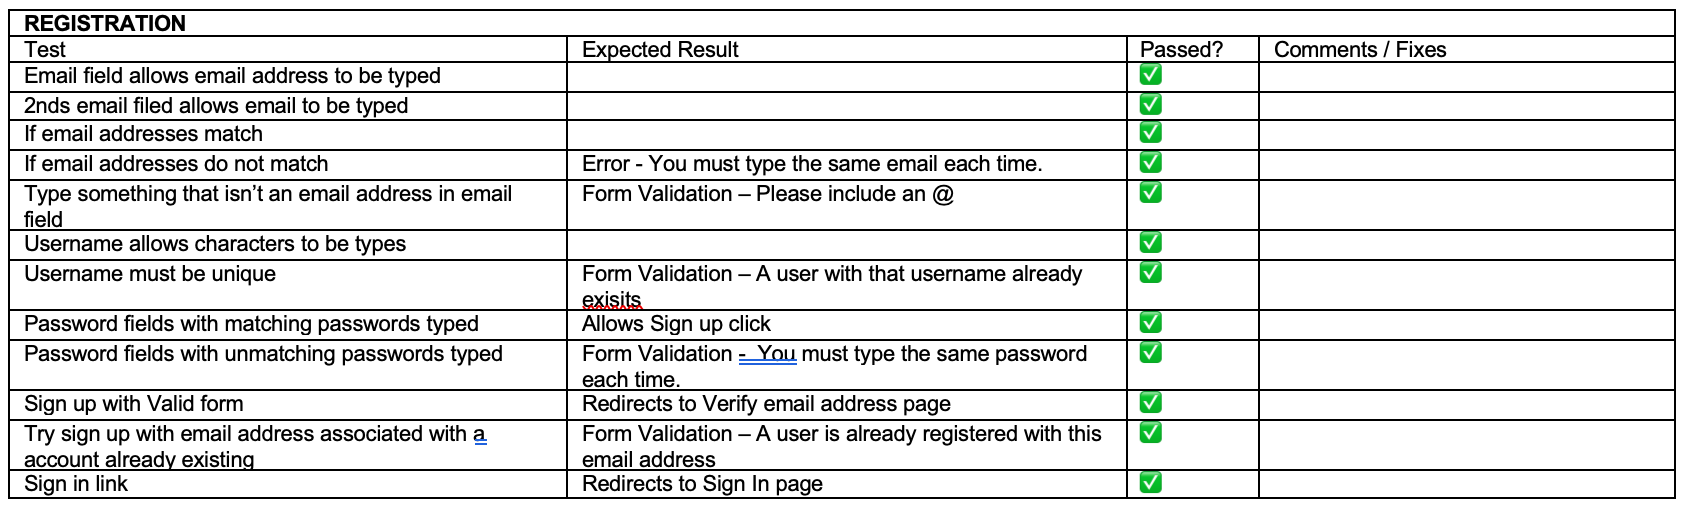 REGISTRATION
Test Expected Result Passed? Comments / Fixes
Email field allows email address to be typed ✅
2nds email filed allows email to be typed ✅
If email addresses match ✅
If email addresses do not match Error - You must type the same email each time. ✅
Type something that isn’t an email address in email Form Validation – Please include an @ ✅
field
Username allows characters to be types ✅
Username must be unique Form Validation – A user with that username already ✅
exisits
Password fields with matching passwords typed Allows Sign up click ✅
Password fields with unmatching passwords typed Form Validation -  You must type the same password ✅
each time.
Sign up with Valid form Redirects to Verify email address page ✅
Try sign up with email address associated with a Form Validation – A user is already registered with this ✅
account already existing email address
Sign in link Redirects to Sign In page ✅